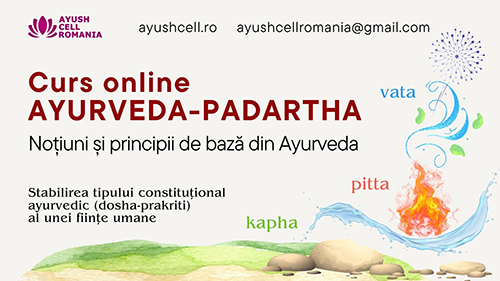 AYUSH
CELL
ROMANIA
ayushcell.ro
ayushcellromania@gmail.com
Curs online
AYURVEDA-PADARTHA
Noțiuni și principii de bază din Ayurveda
Stabilirea tipului constituțional
ayurvedic (dosha-prakriti)
al unei ființe umane
vata
pitta
kapha